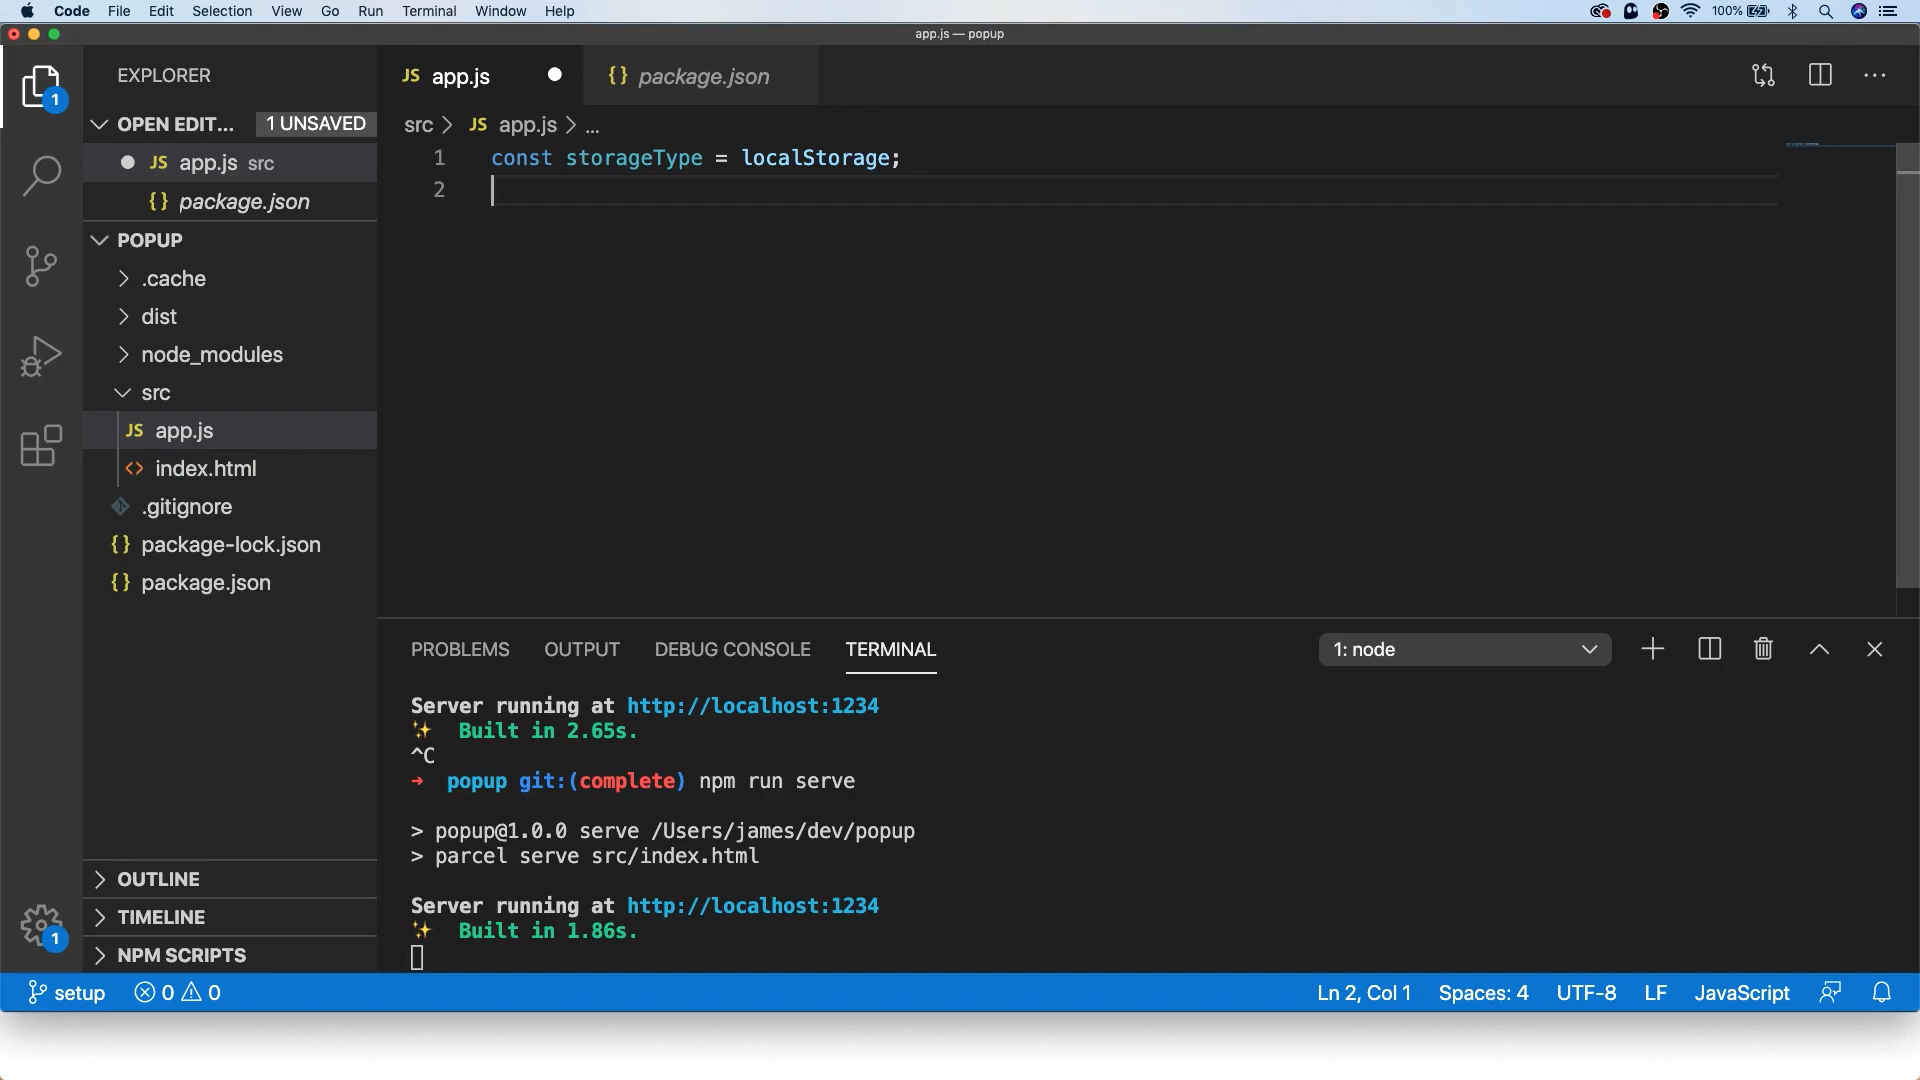 Code File Edit Selection View Go Run Terminal Window Help 100%
app.js — popup
EXPLORER
OPEN EDIT... 1 UNSAVED
JS app.js src
{} package.json
POPUP
.cache
dist
node_modules
src
JS app.js
<> index.html
.gitignore
{} package-lock.json
{} package.json
OUTLINE
TIMELINE
NPM SCRIPTS
1
1
JS app.js {} package.json
src > JS app.js > ...
1 const storageType = localStorage;
2
PROBLEMS OUTPUT DEBUG CONSOLE TERMINAL 1: node
Server running at http://localhost:1234
✨ Built in 2.65s.
^C
→ popup git:(complete) npm run serve
> popup@1.0.0 serve /Users/james/dev/popup
> parcel serve src/index.html
Server running at http://localhost:1234
✨ Built in 1.86s.
setup 0 0 Ln 2, Col 1 Spaces: 4 UTF-8 LF JavaScript